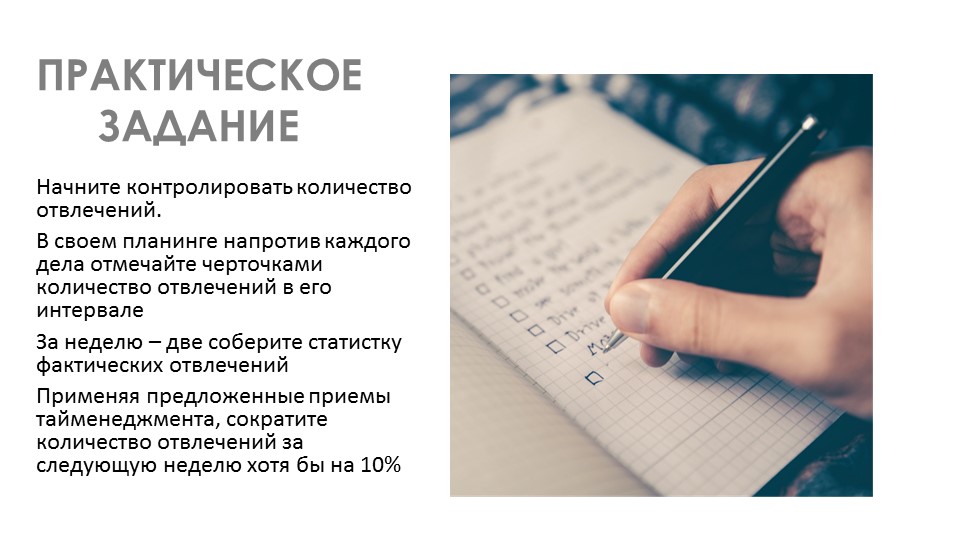 ПРАКТИЧЕСКОЕ
ЗАДАНИЕ
Начните контролировать количество
отвлечений.
В своем планинге напротив каждого
дела отмечайте черточками
количество отвлечений в его
интервале
За неделю – две соберите статистку
фактических отвлечений
Применяя предложенные приемы
тайменеджмента, сократите
количество отвлечений за
следующую неделю хотя бы на 10%